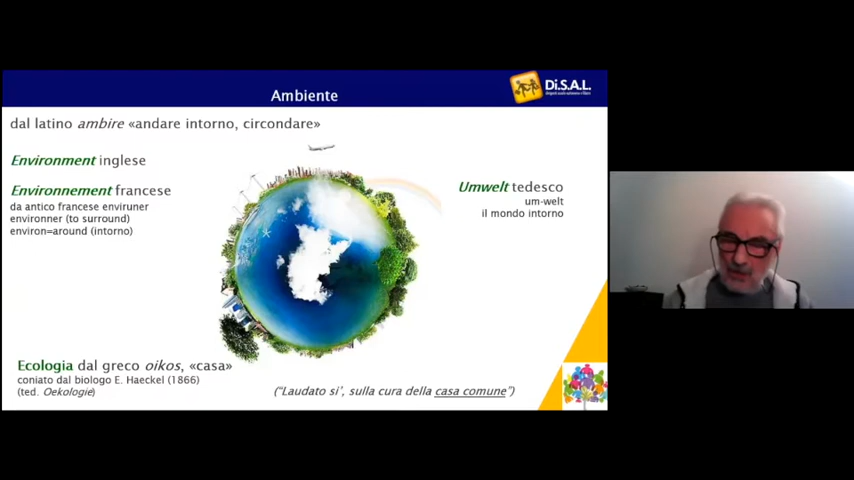 Ambiente
Di.S.A.L.
dal latino ambire «andare intorno, circondare»
Environment inglese
Environnement francese
da antico francese enviruner
environner (to surround)
environ=around (intorno)
Umwelt tedesco
um-welt
il mondo intorno
Ecologia dal greco oikos, «casa»
coniato dal biologo E. Haeckel (1866)
(ted. Oekologie)
("Laudato si', sulla cura della casa comune")